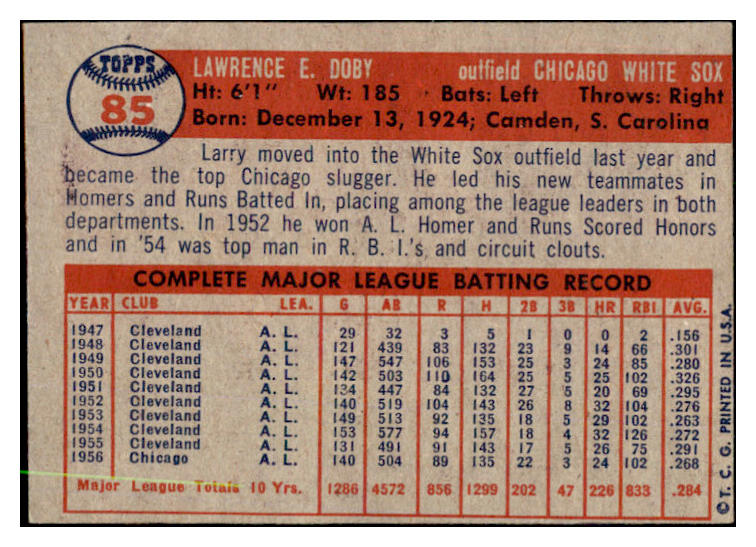 TOPPS
85
LAWRENCE E. DOBY outfield CHICAGO WHITE SOX
Ht: 6'1" Wt: 185 Bats: Left Throws: Right
Born: December 13, 1924; Camden, S. Carolina
Larry moved into the White Sox outfield last year and
became the top Chicago slugger. He led his new teammates in
Homers and Runs Batted In, placing among the league leaders in both
departments. In 1952 he won A. L. Homer and Runs Scored Honors
and in '54 was top man in R. B. I.'s and circuit clouts.
COMPLETE MAJOR LEAGUE BATTING RECORD
YEAR CLUB LEA. G AB R H 2B 3B HR RBI AVG.
1947 Cleveland A. L. 29 32 3 5 1 0 0 2 .156
1948 Cleveland A. L. 121 439 83 132 23 9 14 66 .301
1949 Cleveland A. L. 147 547 106 153 25 3 24 85 .280
1950 Cleveland A. L. 142 503 110 164 25 5 25 102 .326
1951 Cleveland A. L. 134 447 84 132 27 5 20 69 .295
1952 Cleveland A. L. 140 519 104 143 26 8 32 104 .276
1953 Cleveland A. L. 149 513 92 135 18 5 29 102 .263
1954 Cleveland A. L. 153 577 94 157 18 4 32 126 .272
1955 Cleveland A. L. 131 491 91 143 17 5 26 75 .291
1956 Chicago A. L. 140 504 89 135 22 3 24 102 .268
Major League Totals 10 Yrs. 1286 4572 856 1299 202 47 226 833 .284
©T. C. G. PRINTED IN U.S.A.